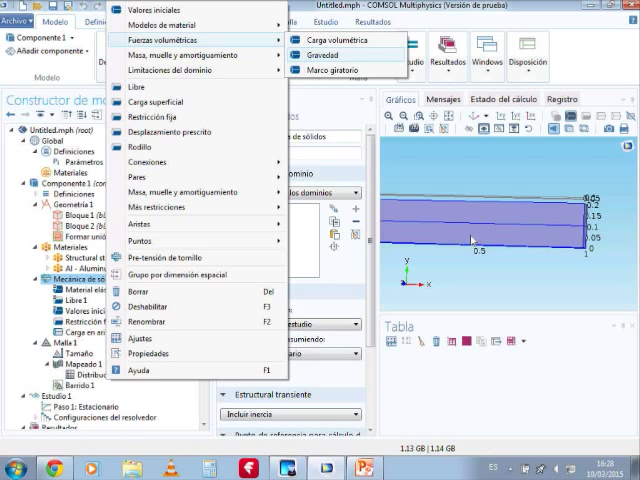 Untitled.mph - COMSOL Multiphysics (Versión de prueba)
Archivo
Modelo
Estudio
Resultados
Componente 1
Añadir componente
Modelo
Resultados
Windows
Disposición
Valores iniciales
Modelos de material
Fuerzas volumétricas
Masa, muelle y amortiguamiento
Limitaciones del dominio
Libre
Carga superficial
Restricción fija
Desplazamiento prescrito
Rodillo
Conexiones
Pares
Masa, muelle y amortiguamiento
Más restricciones
Aristas
Puntos
Pre-tensión de tornillo
Grupo por dimensión espacial
Borrar Del
Deshabilitar F3
Renombrar F2
Ajustes
Propiedades
Ayuda F1
Carga volumétrica
Gravedad
Marco giratorio
Constructor de
Untitled.mph (root)
Global
Definiciones
Parámetros
Materiales
Componente 1
Definiciones
Geometría 1
Bloque 1
Bloque 2
Formar
Materiales
Structural
Al - Alumin
Mecánica de
Material
Libre 1
Valores
Restricción
Carga en
Malla 1
Tamaño
Mapeado 1
Barrido 1
Estudio 1
Paso 1: Estacionario
Configuraciones del resolvedor
Resultados
a de sólidos
ominio
los dominios
estudio
nsumiendo:
Estructural transiente
Incluir inercia
Gráficos Mensajes Estado del cálculo Registro
0.2
0.15
0.1
0.05
0
0.5
1
y
z
x
Tabla
1.13 GB | 1.14 GB
ES
16:28
10/03/2015